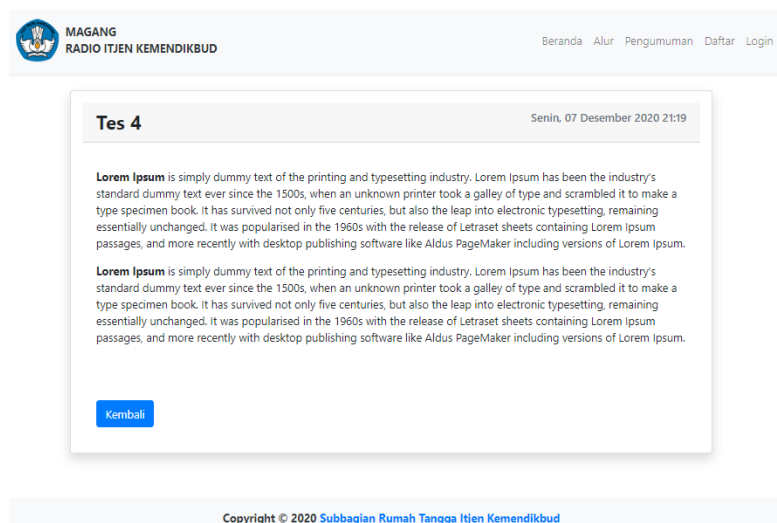 MAGANG
RADIO ITJEN KEMENDIKBUD
Beranda Alur Pengumuman Daftar Login
Tes 4
Senin, 07 Desember 2020 21:19
Lorem Ipsum is simply dummy text of the printing and typesetting industry. Lorem Ipsum has been the industry's
standard dummy text ever since the 1500s, when an unknown printer took a galley of type and scrambled it to make a
type specimen book. It has survived not only five centuries, but also the leap into electronic typesetting, remaining
essentially unchanged. It was popularised in the 1960s with the release of Letraset sheets containing Lorem Ipsum
passages, and more recently with desktop publishing software like Aldus PageMaker including versions of Lorem Ipsum.
Lorem Ipsum is simply dummy text of the printing and typesetting industry. Lorem Ipsum has been the industry's
standard dummy text ever since the 1500s, when an unknown printer took a galley of type and scrambled it to make a
type specimen book. It has survived not only five centuries, but also the leap into electronic typesetting, remaining
essentially unchanged. It was popularised in the 1960s with the release of Letraset sheets containing Lorem Ipsum
passages, and more recently with desktop publishing software like Aldus PageMaker including versions of Lorem Ipsum.
Kembali
Copyright © 2020 Subbagian Rumah Tangga Itjen Kemendikbud